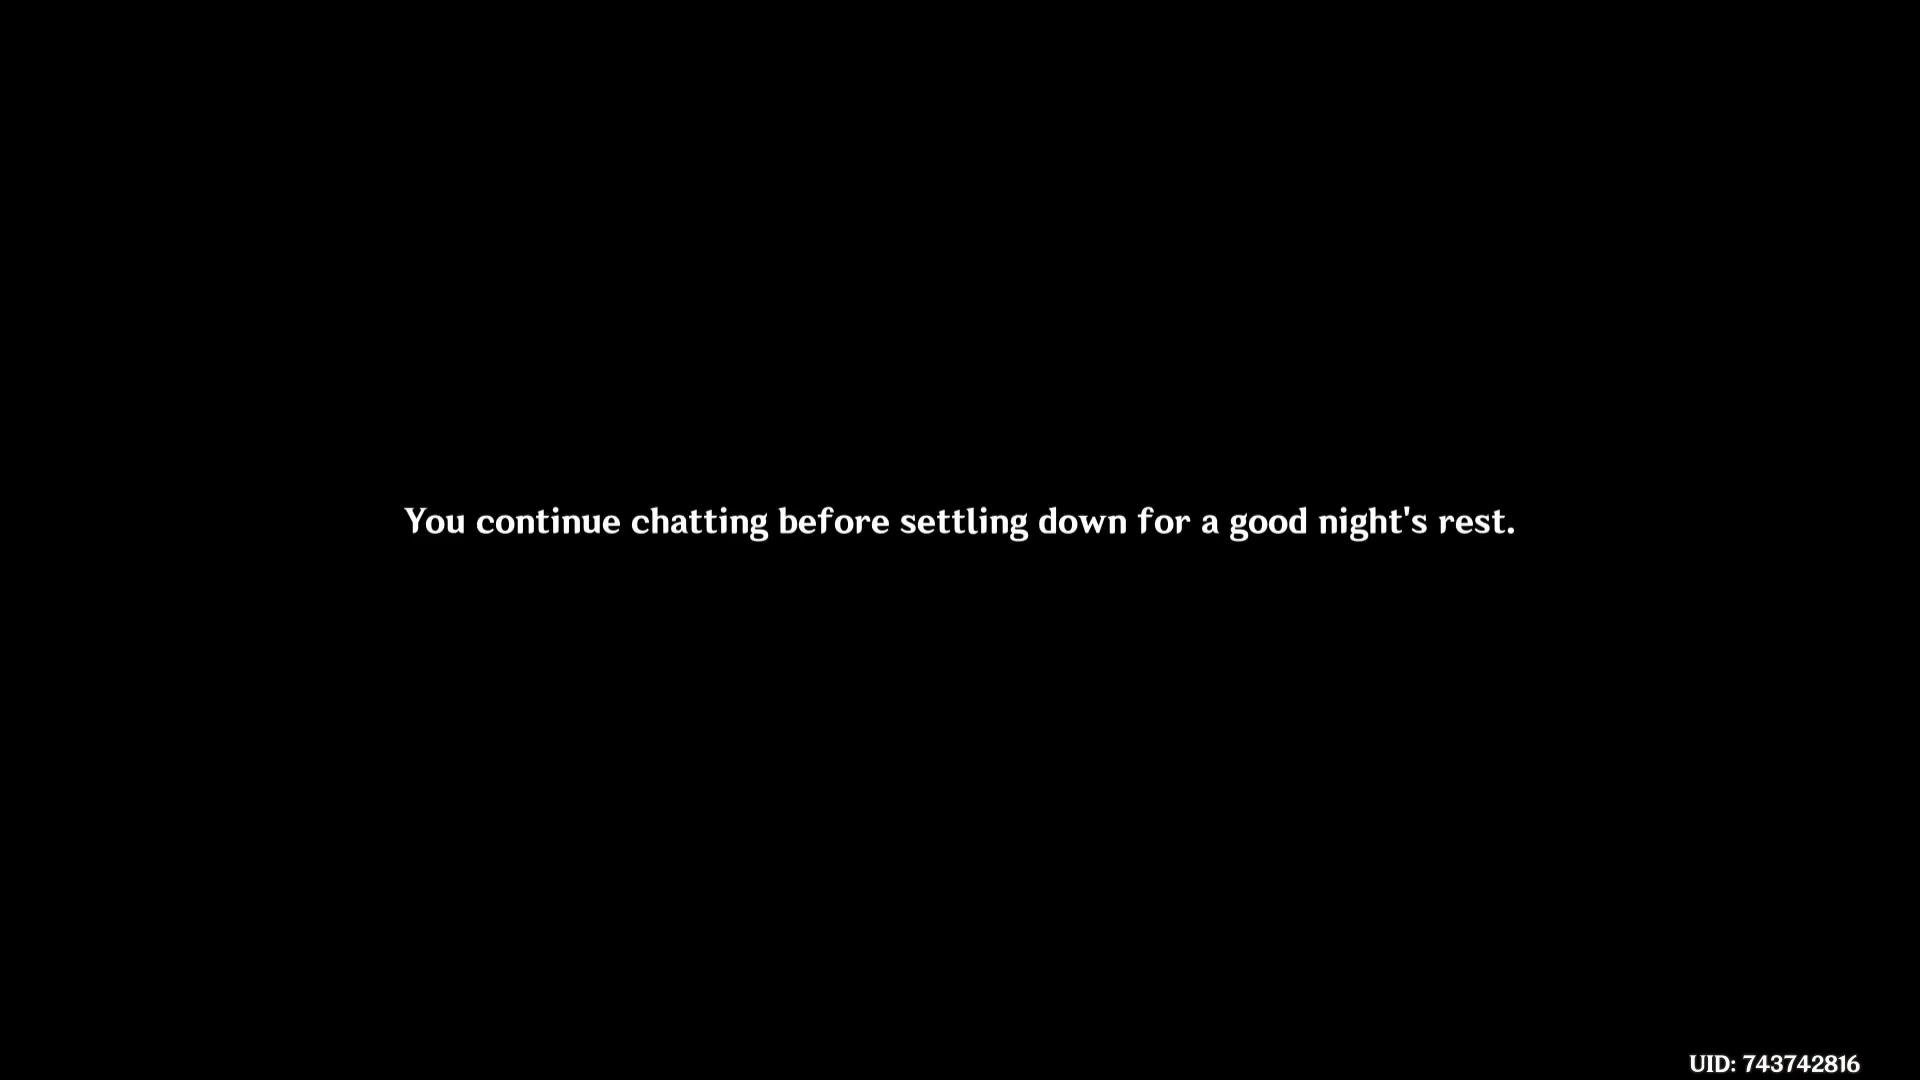 You continue chatting before settling down for a good night's rest.
UID: 743742816